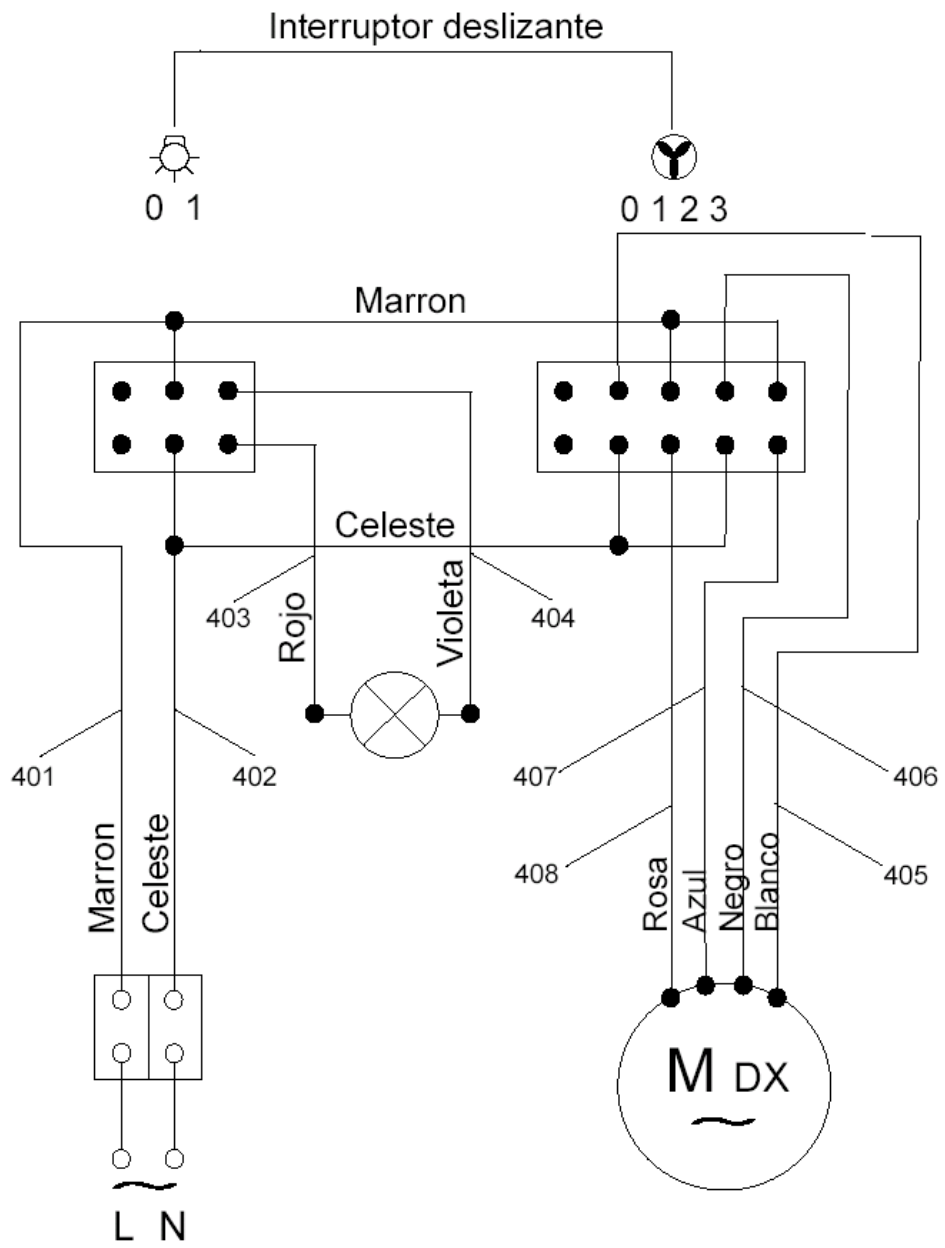 Interruptor deslizante
0 1
0 1 2 3
Marron
Celeste
403
Rojo
Violeta
404
401
402
407
406
408
405
Marron
Celeste
Rosa
Azul
Negro
Blanco
M DX
~
~
L N